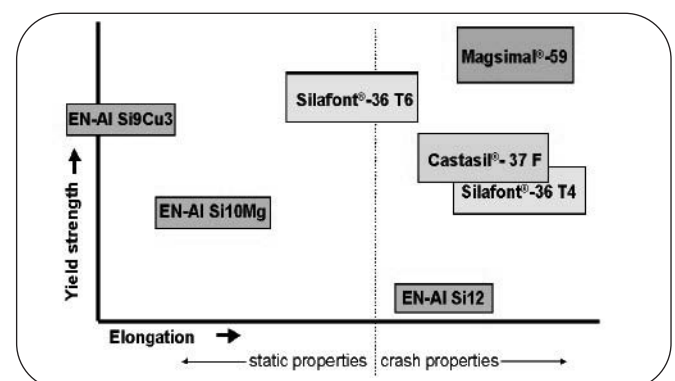 Magsimal®-59
Silafont®-36 T6
EN-Al Si9Cu3
Castasil®- 37 F
Silafont®-36 T4
EN-Al Si10Mg
EN-Al Si12
Yield strength
Elongation
static properties
crash properties